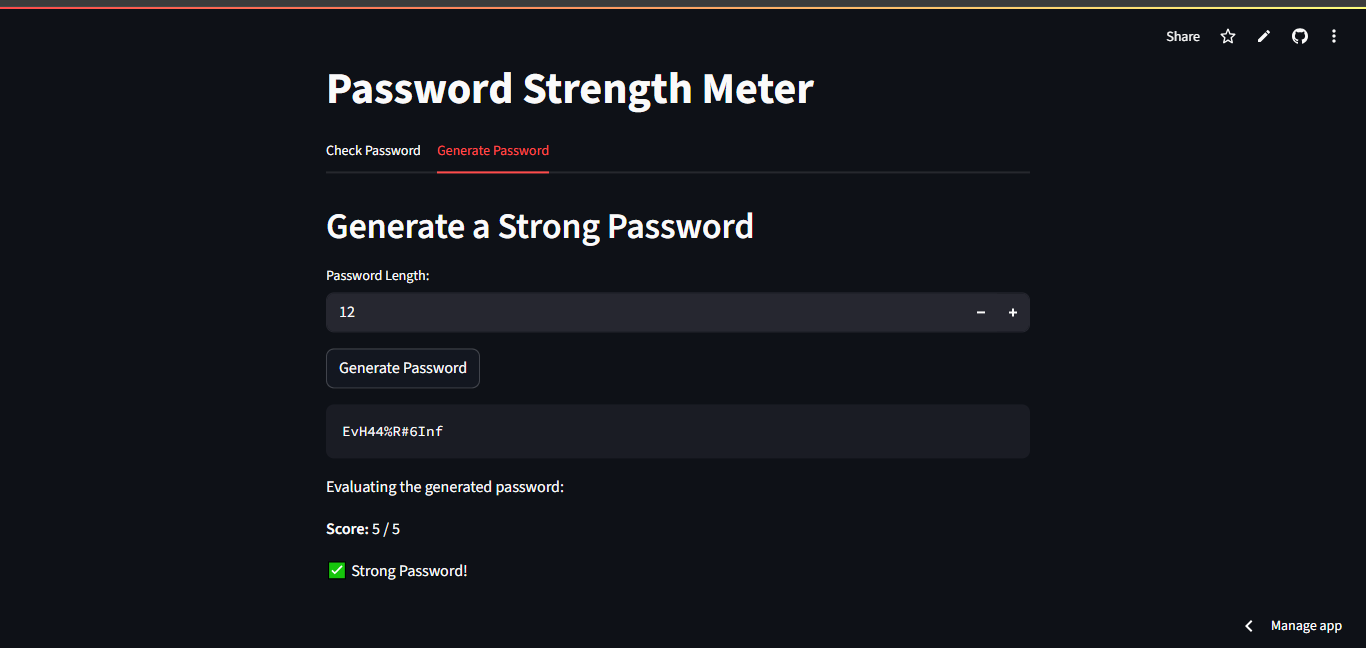 Share
Password Strength Meter
Check Password Generate Password
Generate a Strong Password
Password Length:
12
Generate Password
EvH44%R#6Inf
Evaluating the generated password:
Score: 5 / 5
✅ Strong Password!
Manage app